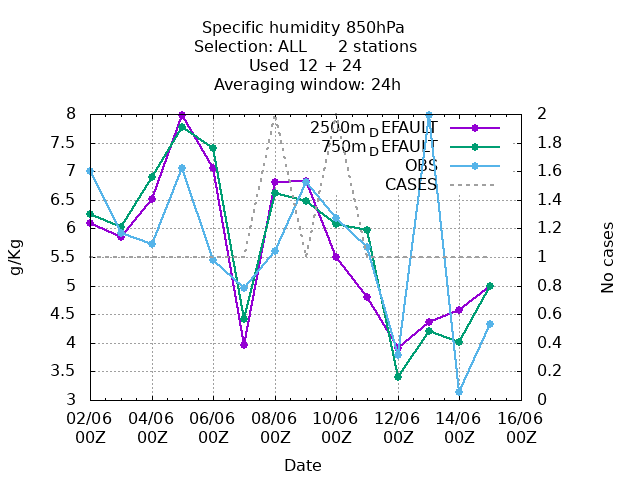 Specific humidity 850hPa
Selection: ALL 2 stations
Used 12 + 24
Averaging window: 24h
2500m_DEFAULT
750m_DEFAULT
OBS
CASES
g/Kg
8
7.5
7
6.5
6
5.5
5
4.5
4
3.5
3
2
1.8
1.6
1.4
1.2
1
0.8
0.6
0.4
0.2
0
No cases
02/06 04/06 06/06 08/06 10/06 12/06 14/06 16/06
00Z 00Z 00Z 00Z 00Z 00Z 00Z 00Z
Date